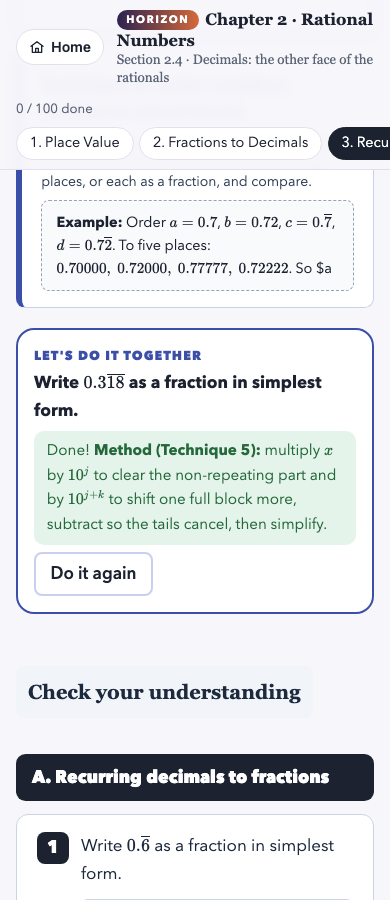 Home
HORIZON Chapter 2 · Rational
Numbers
Section 2.4 · Decimals: the other face of the
rationals
0 / 100 done
1. Place Value
2. Fractions to Decimals
3. Recu
places, or each as a fraction, and compare.
Example: Order a = 0.7, b = 0.72, c = 0.7̅,
d = 0.72̅. To five places:
0.70000, 0.72000, 0.77777, 0.72222. So $a
LET'S DO IT TOGETHER
Write 0.31̅8̅ as a fraction in simplest
form.
Done! Method (Technique 5): multiply x
by 10^j to clear the non-repeating part and
by 10^{j+k} to shift one full block more,
subtract so the tails cancel, then simplify.
Do it again
Check your understanding
A. Recurring decimals to fractions
1
Write 0.6̅ as a fraction in simplest
form.